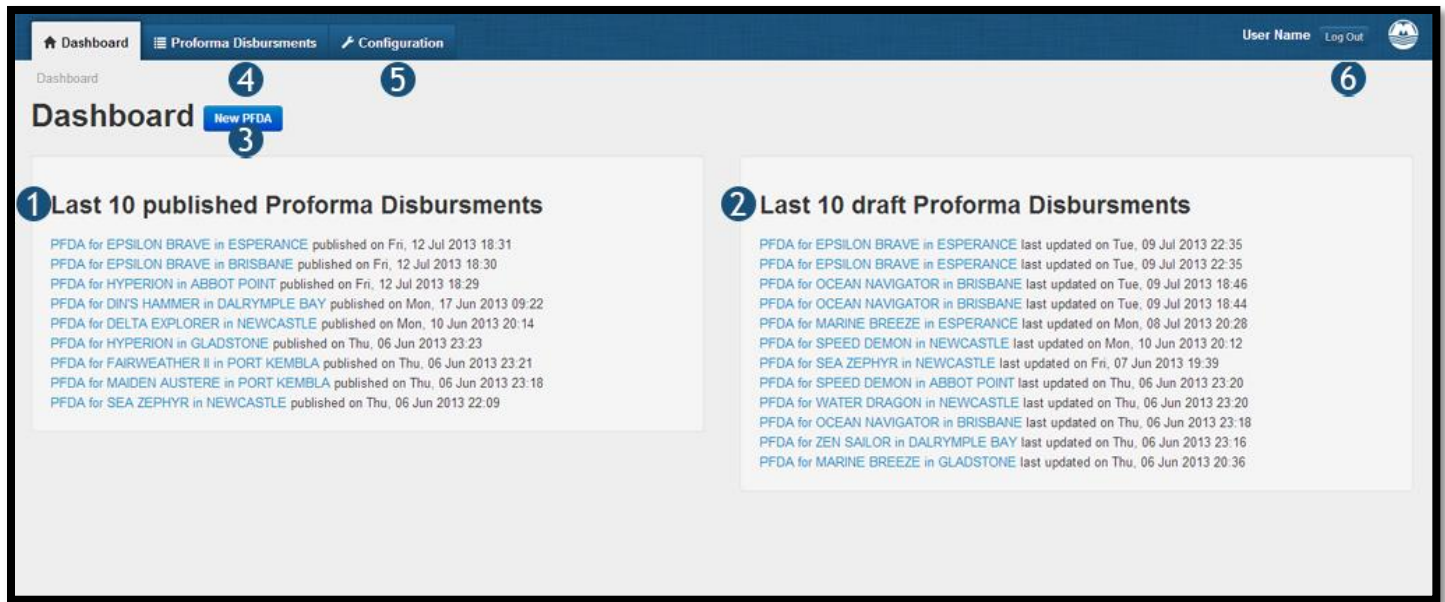 Dashboard Proforma Disbursments Configuration User Name Log Out
Dashboard 4 5 6
Dashboard New PFDA
3
1 Last 10 published Proforma Disbursments
PFDA for EPSILON BRAVE in ESPERANCE published on Fri, 12 Jul 2013 18:31
PFDA for EPSILON BRAVE in BRISBANE published on Fri, 12 Jul 2013 18:30
PFDA for HYPERION in ABBOT POINT published on Fri, 12 Jul 2013 18:29
PFDA for DIN'S HAMMER in DALRYMPLE BAY published on Mon, 17 Jun 2013 09:22
PFDA for DELTA EXPLORER in NEWCASTLE published on Mon, 10 Jun 2013 20:14
PFDA for HYPERION in GLADSTONE published on Thu, 06 Jun 2013 23:23
PFDA for FAIRWEATHER II in PORT KEMBLA published on Thu, 06 Jun 2013 23:21
PFDA for MAIDEN AUSTERE in PORT KEMBLA published on Thu, 06 Jun 2013 23:18
PFDA for SEA ZEPHYR in NEWCASTLE published on Thu, 06 Jun 2013 22:09
2 Last 10 draft Proforma Disbursments
PFDA for EPSILON BRAVE in ESPERANCE last updated on Tue, 09 Jul 2013 22:35
PFDA for EPSILON BRAVE in ESPERANCE last updated on Tue, 09 Jul 2013 22:35
PFDA for OCEAN NAVIGATOR in BRISBANE last updated on Tue, 09 Jul 2013 18:46
PFDA for OCEAN NAVIGATOR in BRISBANE last updated on Tue, 09 Jul 2013 18:44
PFDA for MARINE BREEZE in ESPERANCE last updated on Mon, 08 Jul 2013 20:28
PFDA for SPEED DEMON in NEWCASTLE last updated on Mon, 10 Jun 2013 20:12
PFDA for SEA ZEPHYR in NEWCASTLE last updated on Fri, 07 Jun 2013 19:39
PFDA for SPEED DEMON in ABBOT POINT last updated on Thu, 06 Jun 2013 23:20
PFDA for WATER DRAGON in NEWCASTLE last updated on Thu, 06 Jun 2013 23:20
PFDA for OCEAN NAVIGATOR in BRISBANE last updated on Thu, 06 Jun 2013 23:18
PFDA for ZEN SAILOR in DALRYMPLE BAY last updated on Thu, 06 Jun 2013 23:16
PFDA for MARINE BREEZE in GLADSTONE last updated on Thu, 06 Jun 2013 20:36